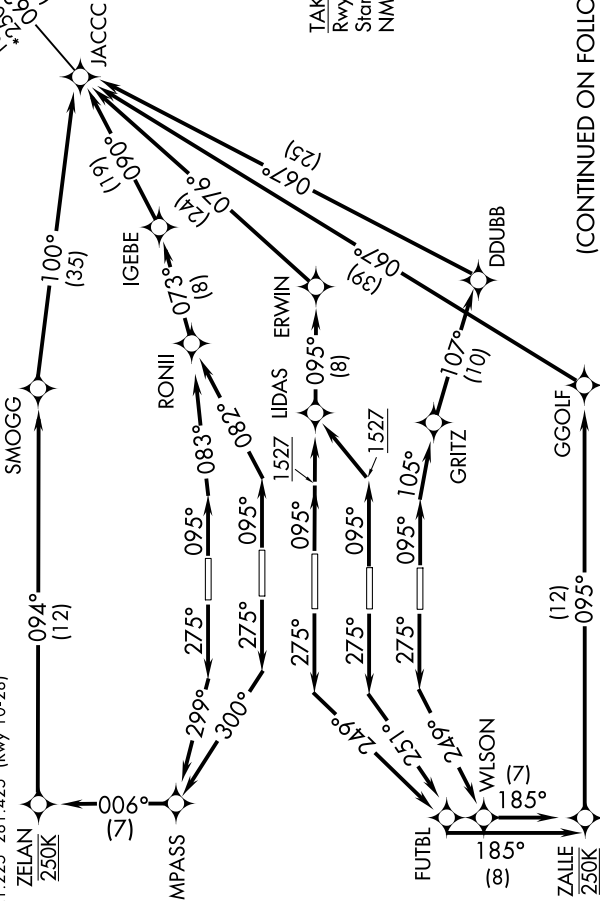 JACCC
TAK
Rwy
Star
NM
(CONTINUED ON FOLLO
SMOGG
100°
(35)
094°
(12)
ZELAN
250K
006°
(7)
MPASS
IGEBE
060°
(19)
073°
(8)
RONII
083°
082°
095°
095°
275°
275°
299°
300°
ERWIN
076°
(24)
095°
(8)
LIDAS
1527
1527
095°
095°
275°
275°
249°
251°
DDUBB
067°
(25)
107°
(10)
GRITZ
105°
095°
275°
249°
FUTBL
WLSON
185°
(7)
185°
(8)
ZALLE
250K
095°
(12)
GGOLF
067°
(39)